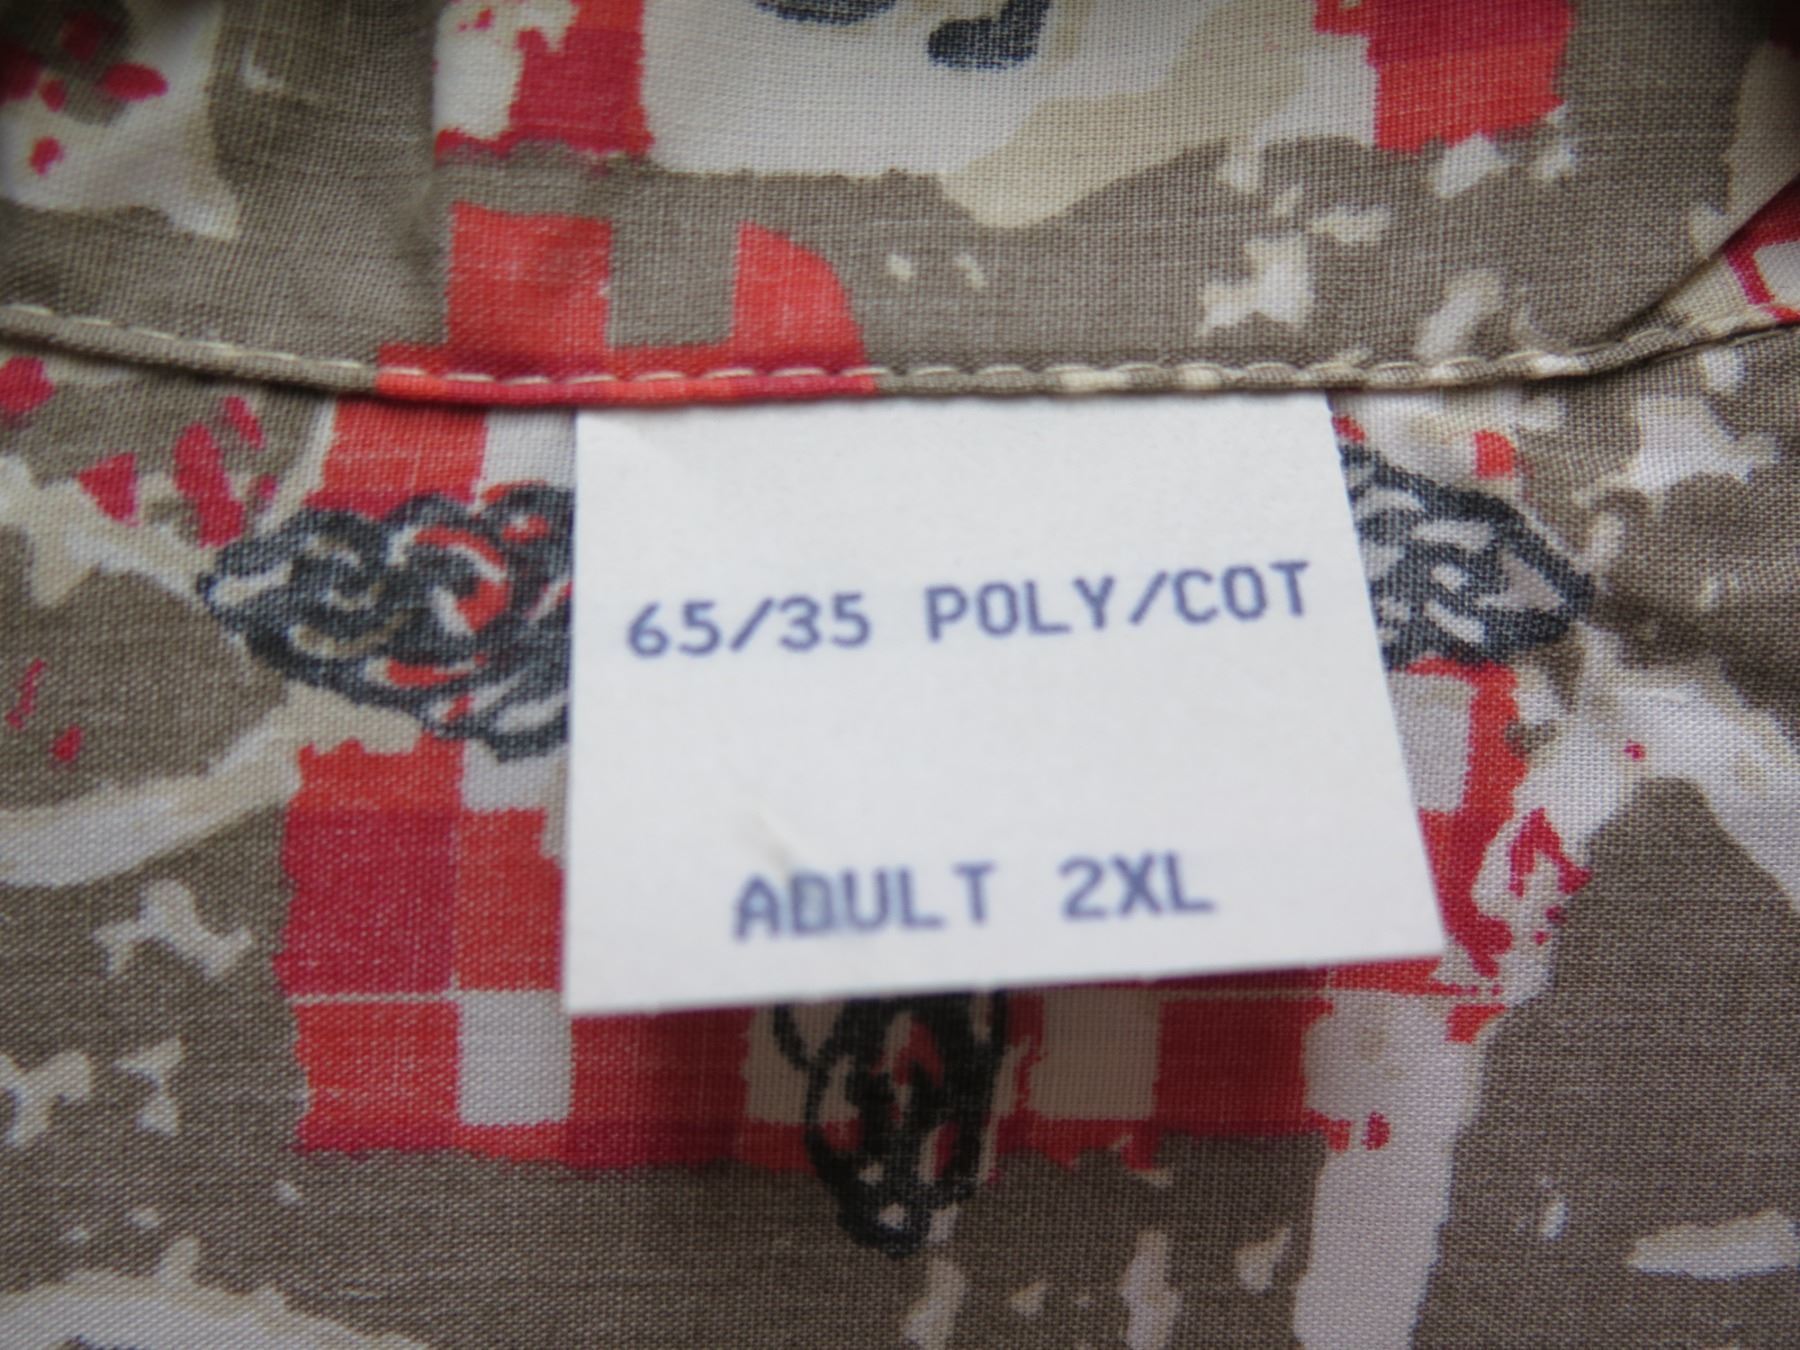 65/35 POLY/COT
ADULT 2XL